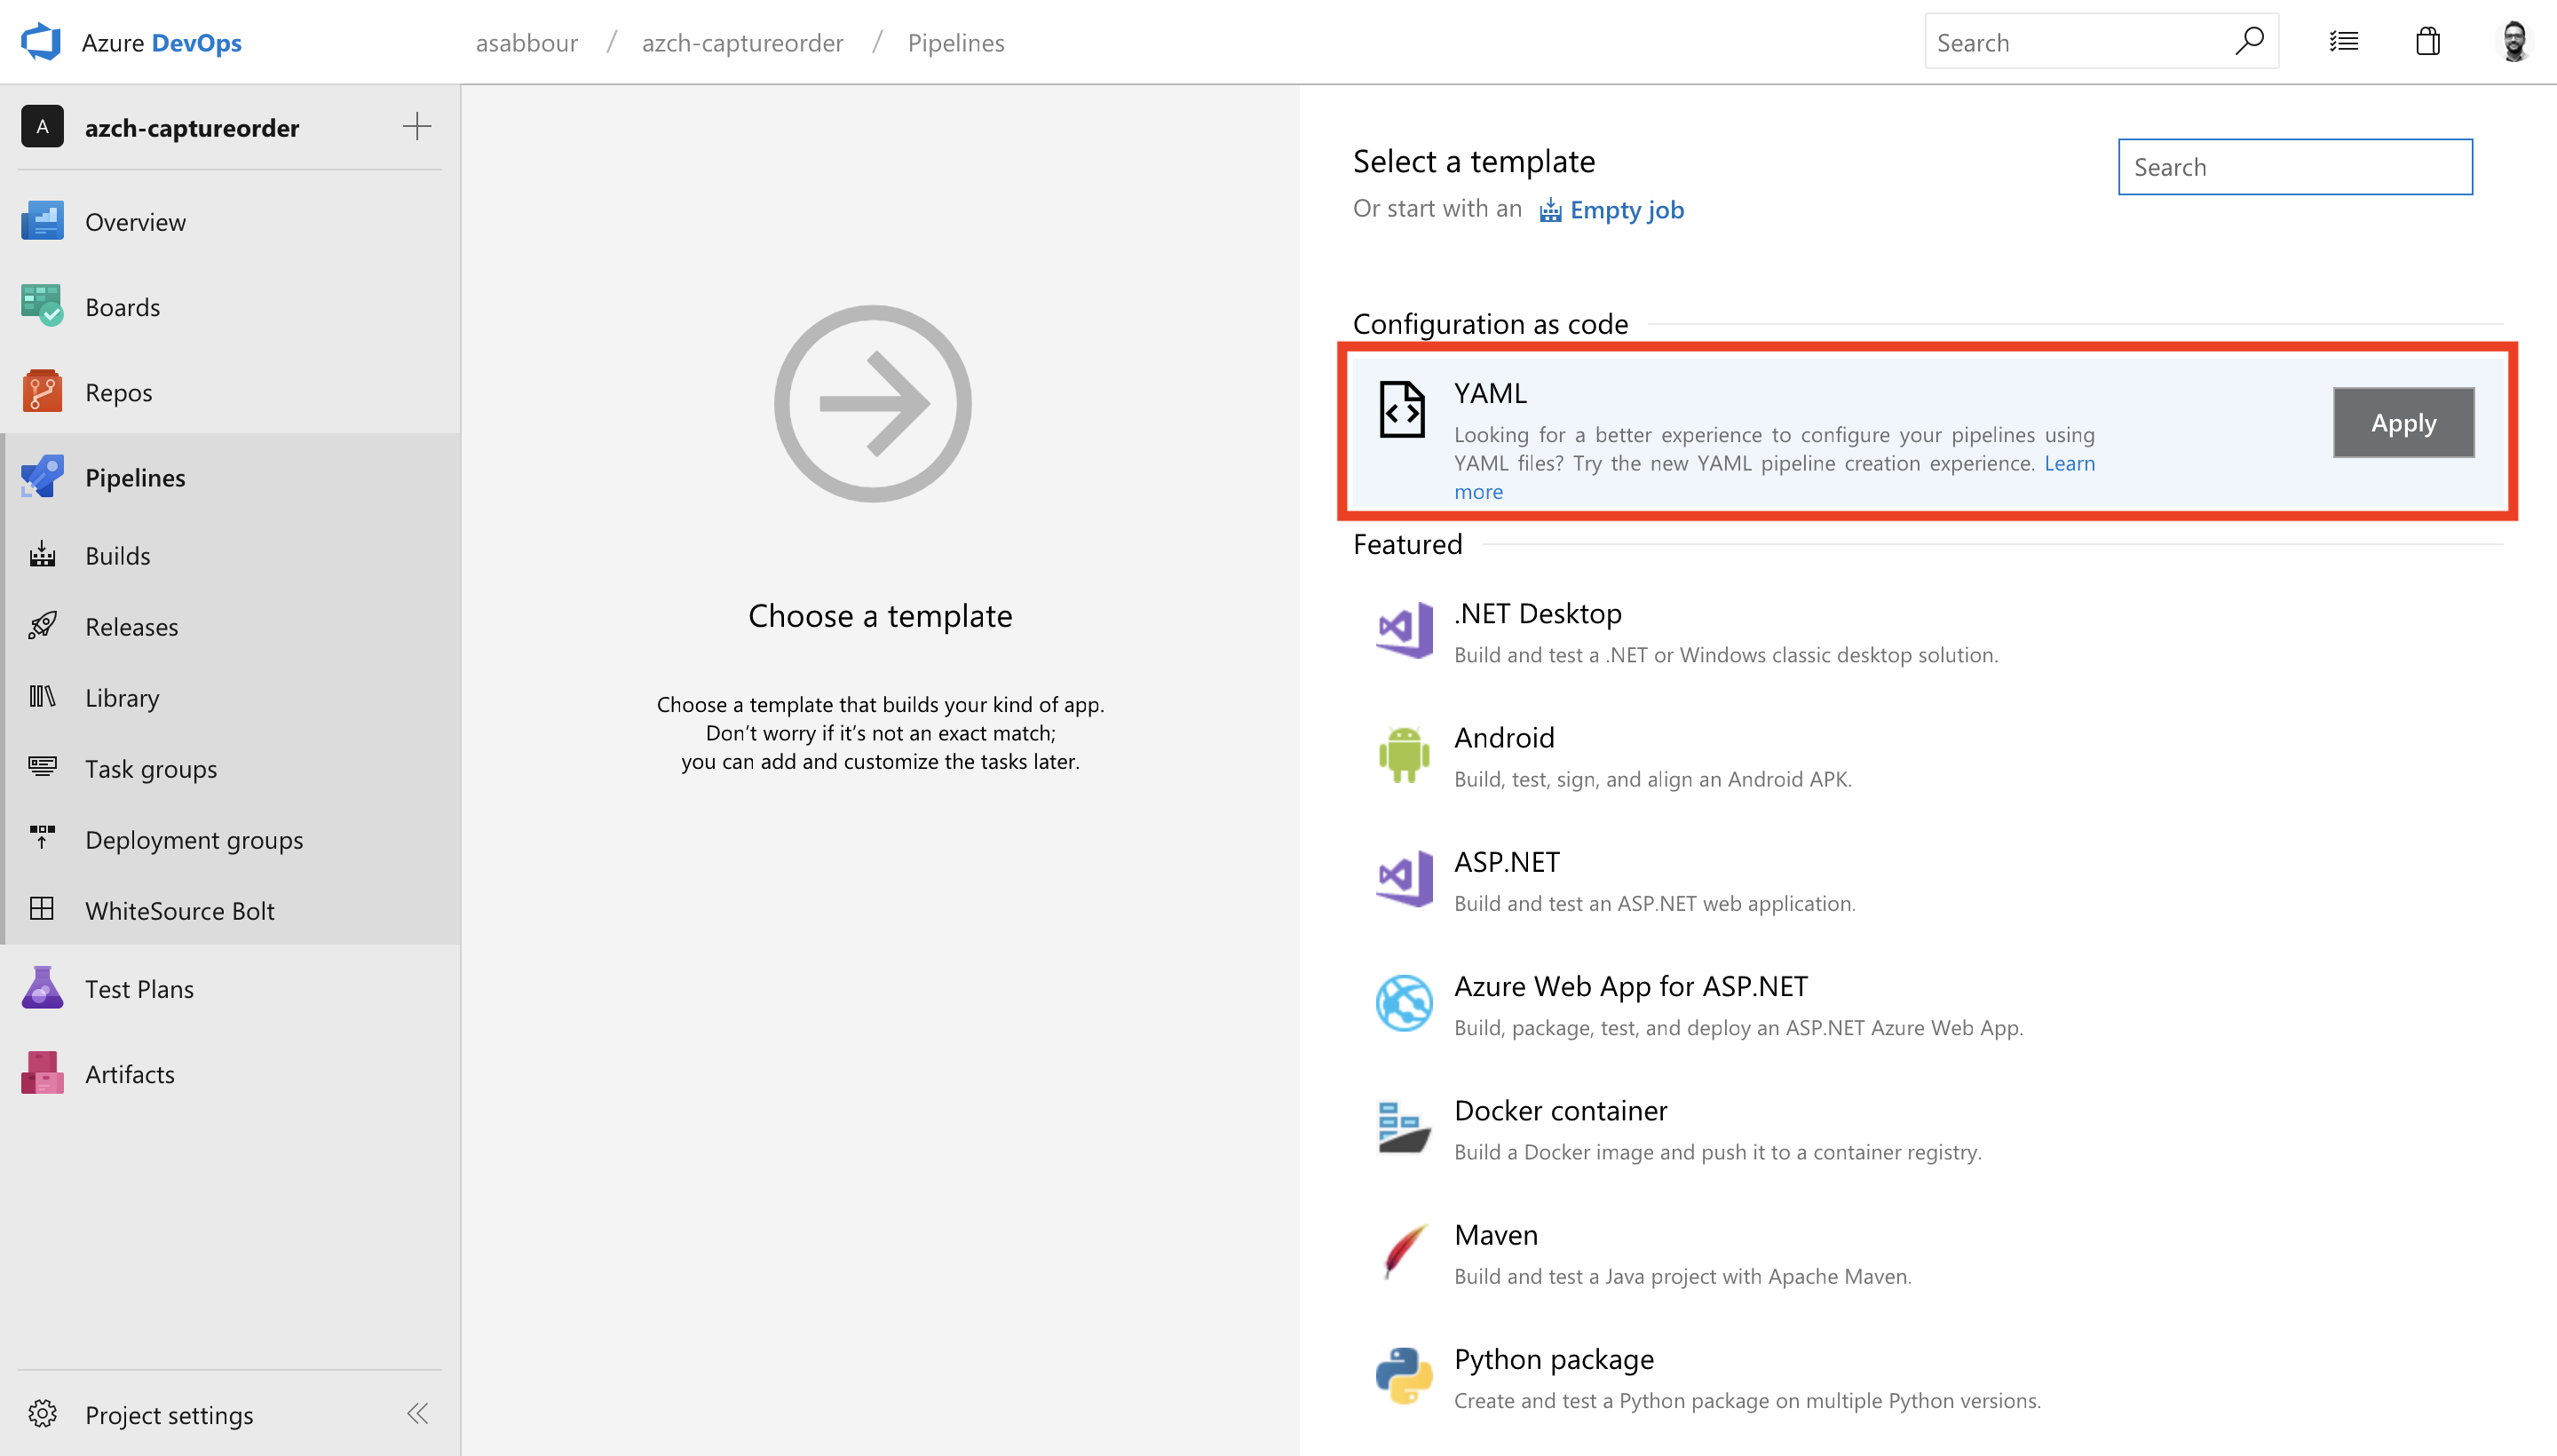 Azure DevOps
asabbour / azch-captureorder / Pipelines
Search
A
azch-captureorder
Overview
Boards
Repos
Pipelines
Builds
Releases
Library
Task groups
Deployment groups
WhiteSource Bolt
Test Plans
Artifacts
Project settings
Choose a template
Choose a template that builds your kind of app.
Don’t worry if it’s not an exact match;
you can add and customize the tasks later.
Select a template
Search
Or start with an Empty job
Configuration as code
YAML
Looking for a better experience to configure your pipelines using
YAML files? Try the new YAML pipeline creation experience. Learn
more
Apply
Featured
.NET Desktop
Build and test a .NET or Windows classic desktop solution.
Android
Build, test, sign, and align an Android APK.
ASP.NET
Build and test an ASP.NET web application.
Azure Web App for ASP.NET
Build, package, test, and deploy an ASP.NET Azure Web App.
Docker container
Build a Docker image and push it to a container registry.
Maven
Build and test a Java project with Apache Maven.
Python package
Create and test a Python package on multiple Python versions.